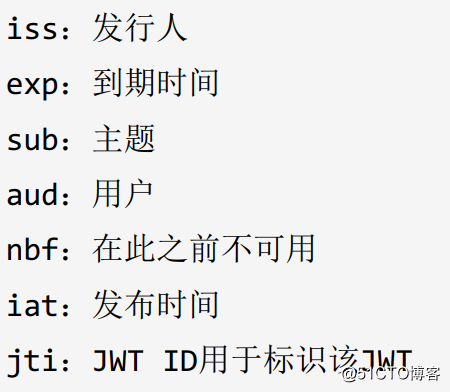 iss：发行人
exp：到期时间
sub：主题
aud：用户
nbf：在此之前不可用
iat：发布时间
jti：JWT ID用于标识该JWT
@51CTO博客